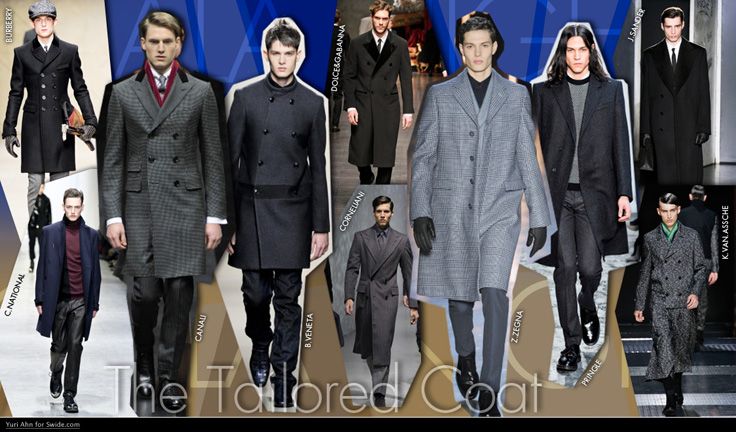 BURBERRY
C.NATIONAL
CANALI
B.VENETA
DOLCE&GABANNA
CORNELIANI
Z.ZEGNA
PRINGLE
J.SANDER
K.VAN.ASSCHE
The Tailored Coat
Yuri Ahn for Swide.com